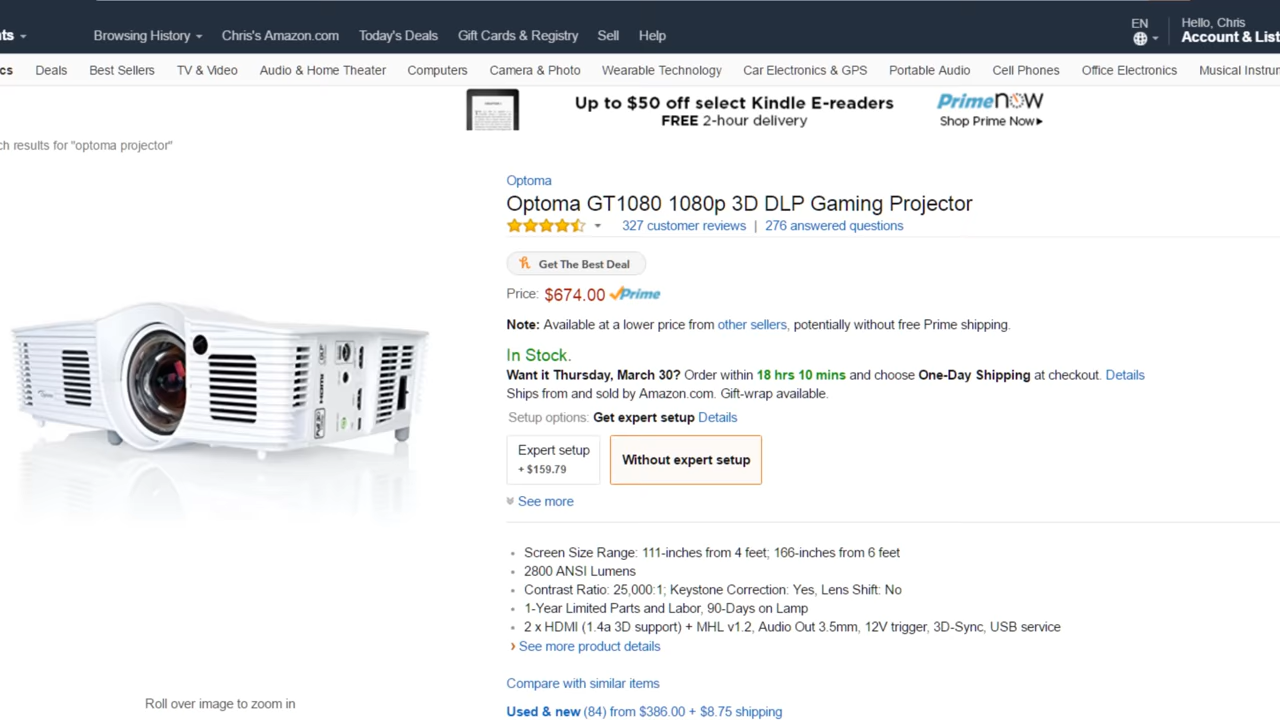 EN
Hello, Chris
ts Browsing History Chris's Amazon.com Today's Deals Gift Cards & Registry Sell Help Account & List
cs Deals Best Sellers TV & Video Audio & Home Theater Computers Camera & Photo Wearable Technology Car Electronics & GPS Portable Audio Cell Phones Office Electronics Musical Instrum
Up to $50 off select Kindle E-readers
FREE 2-hour delivery
PrimeNOW
Shop Prime Now
ch results for "optoma projector"
Optoma
Optoma GT1080 1080p 3D DLP Gaming Projector
327 customer reviews | 276 answered questions
Get The Best Deal
Price: $674.00 Prime
Note: Available at a lower price from other sellers, potentially without free Prime shipping.
In Stock.
Want it Thursday, March 30? Order within 18 hrs 10 mins and choose One-Day Shipping at checkout. Details
Ships from and sold by Amazon.com. Gift-wrap available.
Setup options: Get expert setup Details
Expert setup
+ $159.79
Without expert setup
See more
Screen Size Range: 111-inches from 4 feet; 166-inches from 6 feet
2800 ANSI Lumens
Contrast Ratio: 25,000:1; Keystone Correction: Yes, Lens Shift: No
1-Year Limited Parts and Labor, 90-Days on Lamp
2 x HDMI (1.4a 3D support) + MHL v1.2, Audio Out 3.5mm, 12V trigger, 3D-Sync, USB service
See more product details
Compare with similar items
Used & new (84) from $386.00 + $8.75 shipping
DLP
HDMI
Roll over image to zoom in